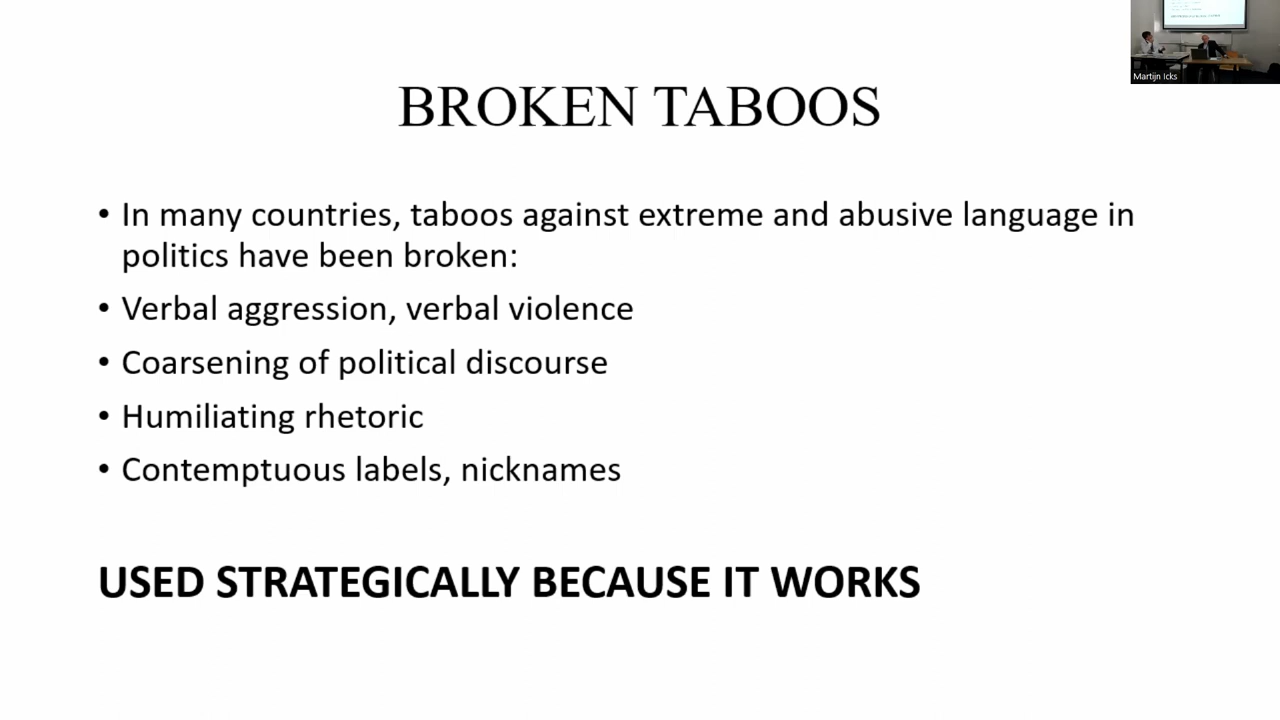 Martijn Icks
BROKEN TABOOS
• In many countries, taboos against extreme and abusive language in
politics have been broken:
• Verbal aggression, verbal violence
• Coarsening of political discourse
• Humiliating rhetoric
• Contemptuous labels, nicknames
USED STRATEGICALLY BECAUSE IT WORKS